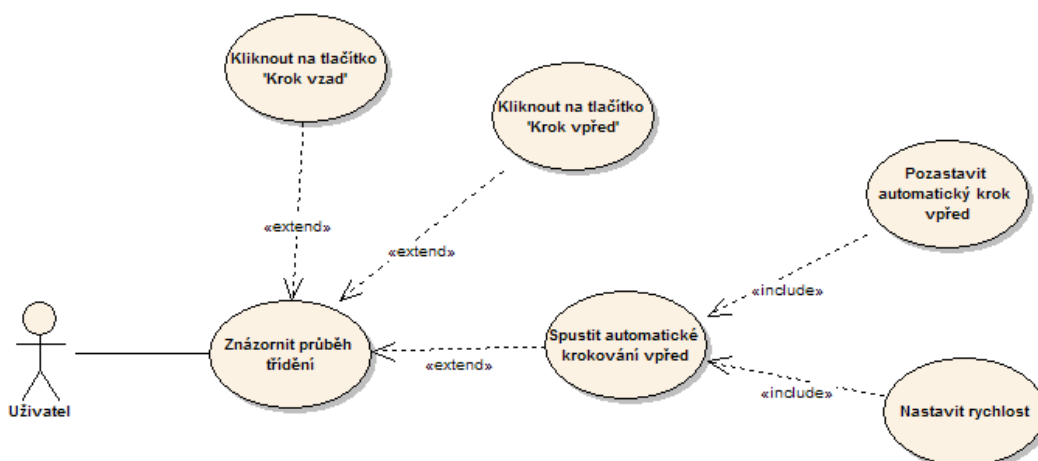 Kliknout na tlačítko
'Krok vzad'
Kliknout na tlačítko
'Krok vpřed'
Pozastavit
automatický krok
vpřed
«extend»
«extend»
«include»
Znázornit průběh
třídění
Spustit automatické
krokování vpřed
«extend»
«include»
Nastavit rychlost
Uživatel